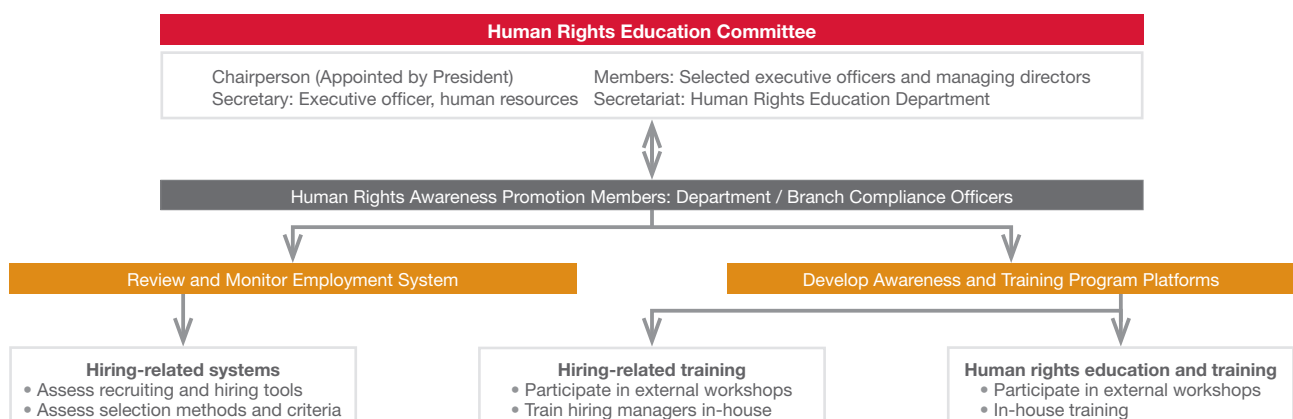 Human Rights Education Committee
Chairperson (Appointed by President)
Secretary: Executive officer, human resources
Members: Selected executive officers and managing directors
Secretariat: Human Rights Education Department
Human Rights Awareness Promotion Members: Department / Branch Compliance Officers
Review and Monitor Employment System
Develop Awareness and Training Program Platforms
Hiring-related systems
• Assess recruiting and hiring tools
• Assess selection methods and criteria
Hiring-related training
• Participate in external workshops
• Train hiring managers in-house
Human rights education and training
• Participate in external workshops
• In-house training